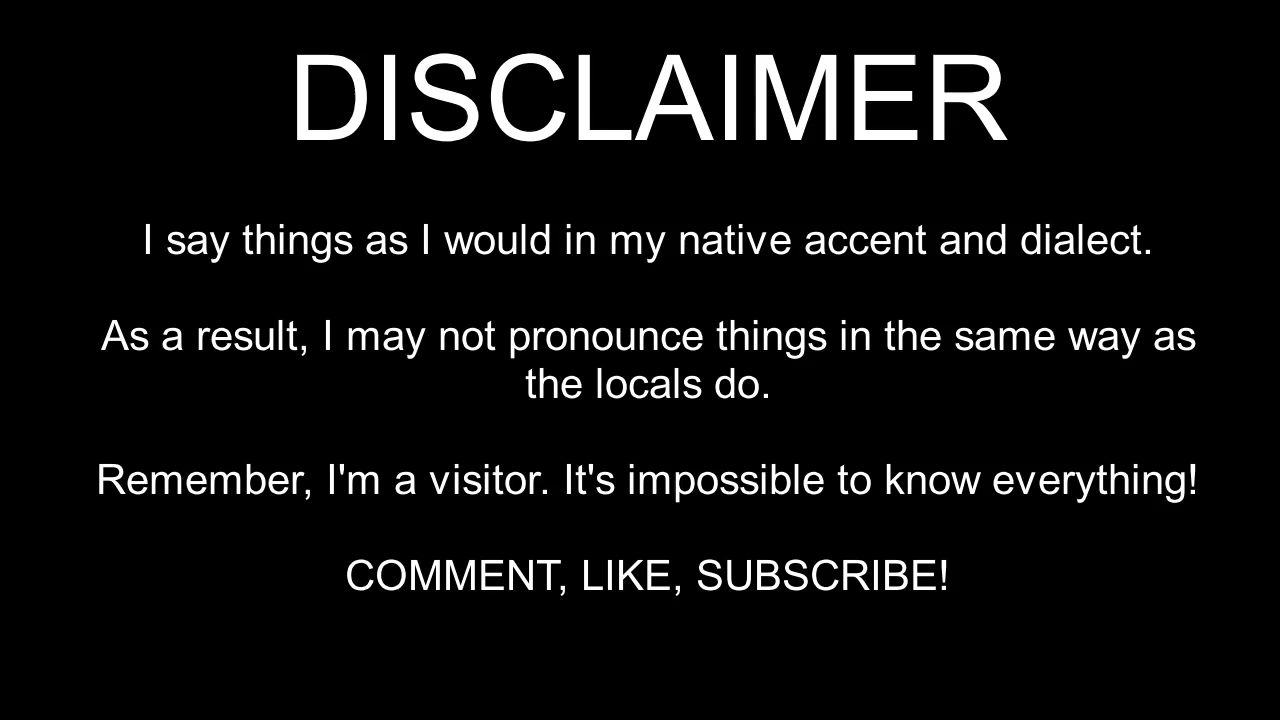 DISCLAIMER
I say things as I would in my native accent and dialect.
As a result, I may not pronounce things in the same way as
the locals do.
Remember, I'm a visitor. It's impossible to know everything!
COMMENT, LIKE, SUBSCRIBE!